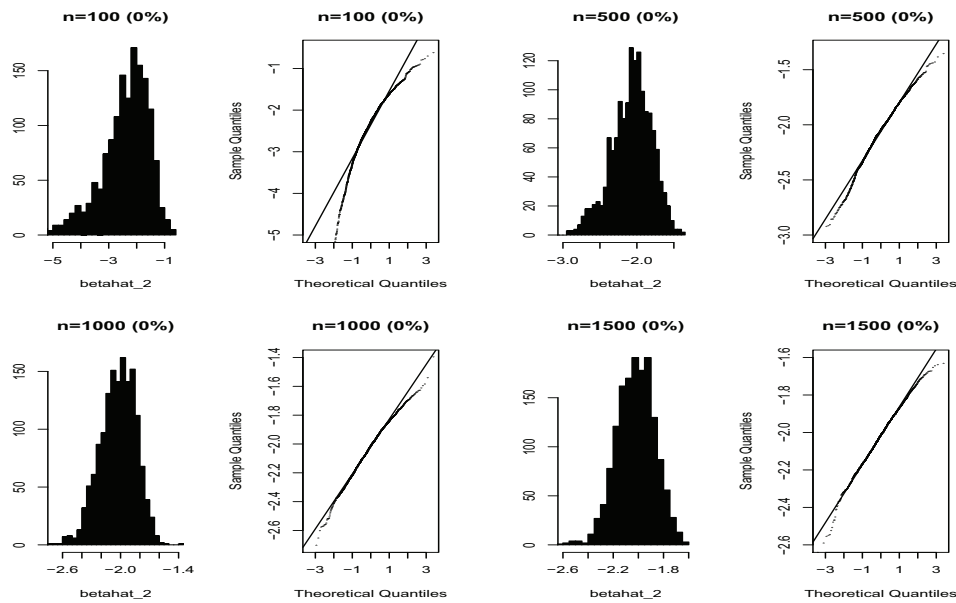 n=100 (0%)
0 50 100 150
−5 −3 −1
betahat_2
n=100 (0%)
Sample Quantiles
−5 −4 −3 −2 −1
−3 −1 1 3
Theoretical Quantiles
n=500 (0%)
0 20 40 60 80 120
−3.0 −2.0
betahat_2
n=500 (0%)
Sample Quantiles
−3.0 −2.5 −2.0 −1.5
−3 −1 1 3
Theoretical Quantiles
n=1000 (0%)
0 50 100 150
−2.6 −2.0 −1.4
betahat_2
n=1000 (0%)
Sample Quantiles
−2.6 −2.4 −2.2 −2.0 −1.8 −1.6 −1.4
−3 −1 1 3
Theoretical Quantiles
n=1500 (0%)
0 50 100 150
−2.6 −2.2 −1.8
betahat_2
n=1500 (0%)
Sample Quantiles
−2.6 −2.4 −2.2 −2.0 −1.8 −1.6
−3 −1 1 3
Theoretical Quantiles